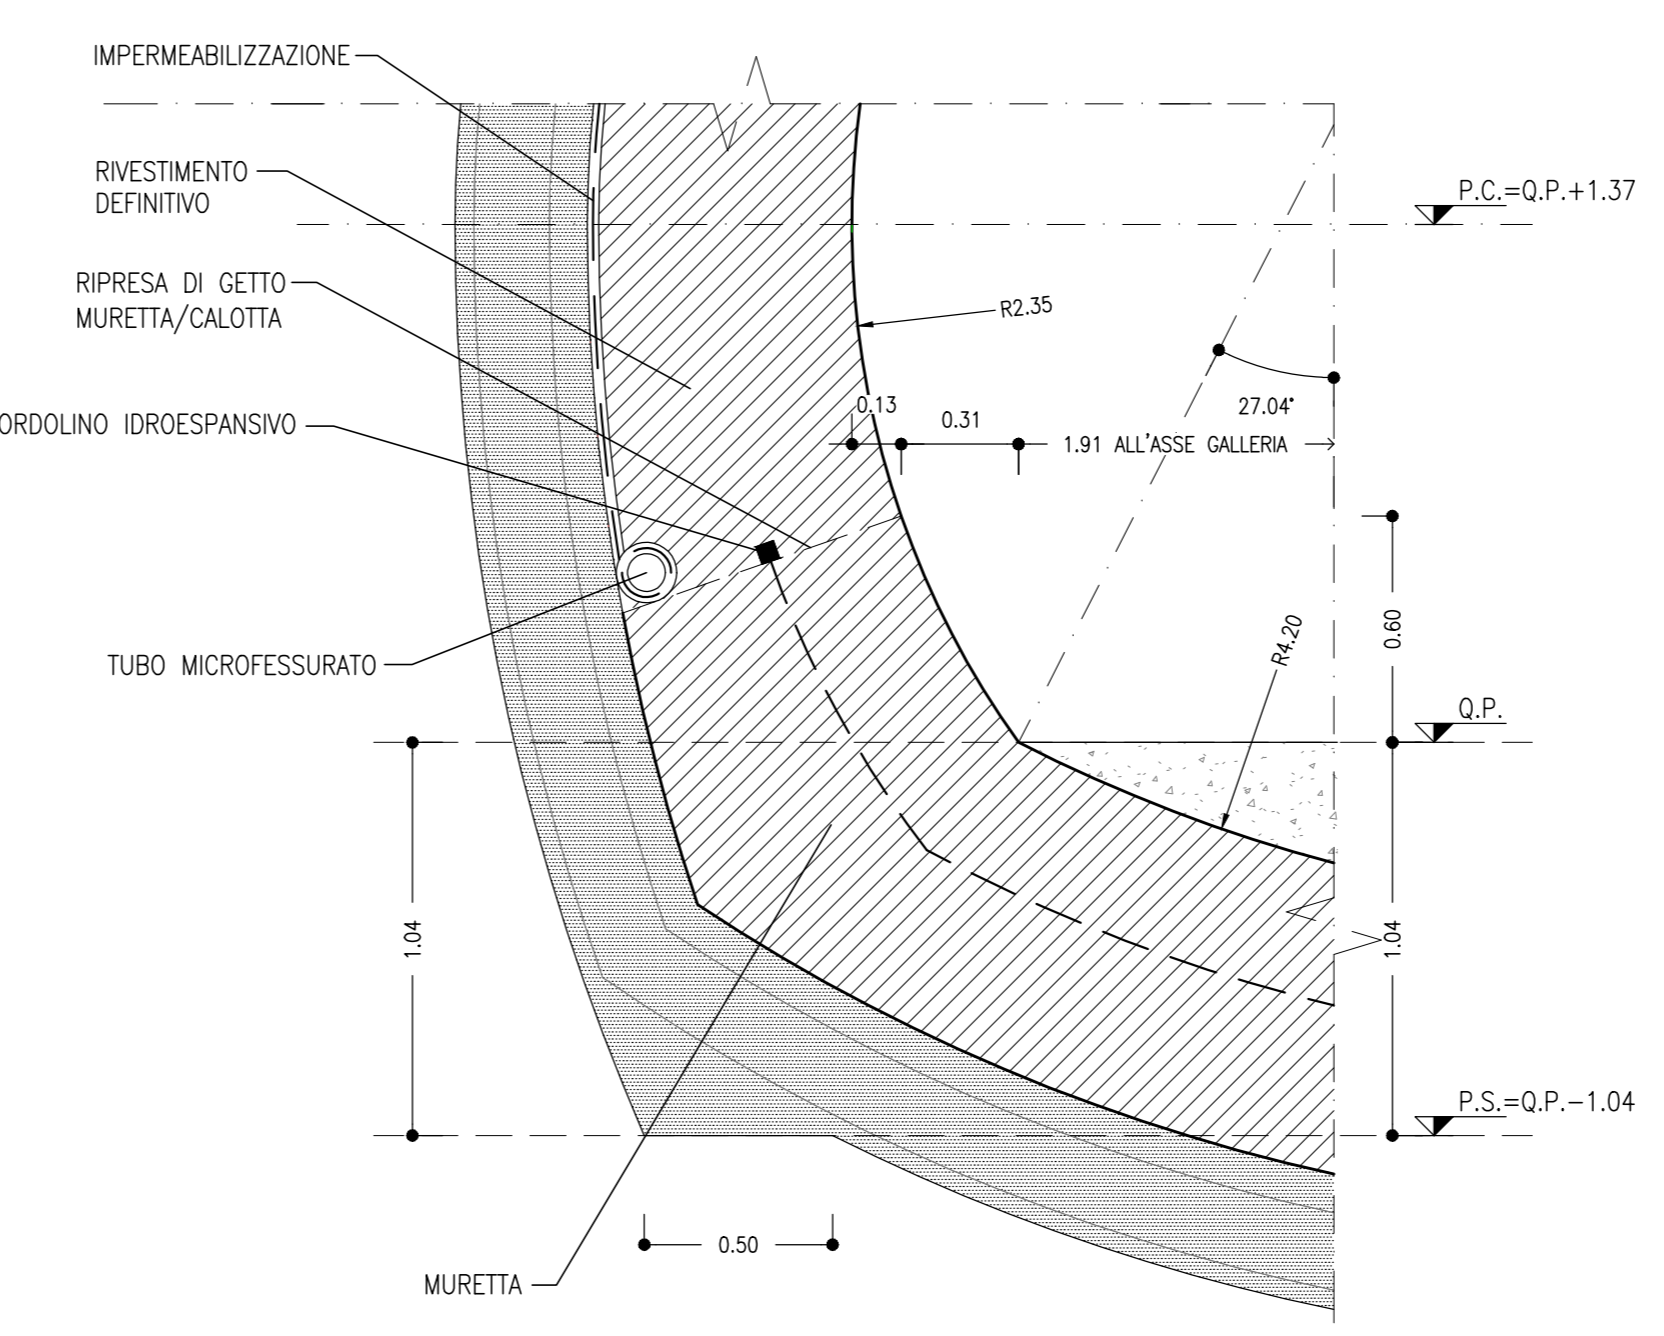 IMPERMEABILIZZAZIONE
RIVESTIMENTO
DEFINITIVO
P.C.=Q.P.+1.37
RIPRESA DI GETTO
MURETTA/CALOTTA
R2.35
0.13
0.31
27.04°
1.91 ALL'ASSE GALLERIA
ORDOLINO IDROESPANSIVO
0.60
R4.20
TUBO MICROFESSURATO
Q.P.
1.04
1.04
P.S.=Q.P.-1.04
0.50
MURETTA